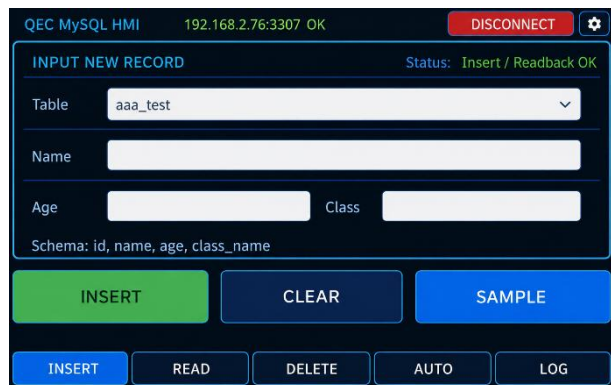 QEC MySQL HMI 192.168.2.76:3307 OK DISCONNECT
INPUT NEW RECORD Status: Insert / Readback OK
Table aaa_test
Name
Age Class
Schema: id, name, age, class_name
INSERT CLEAR SAMPLE
INSERT READ DELETE AUTO LOG